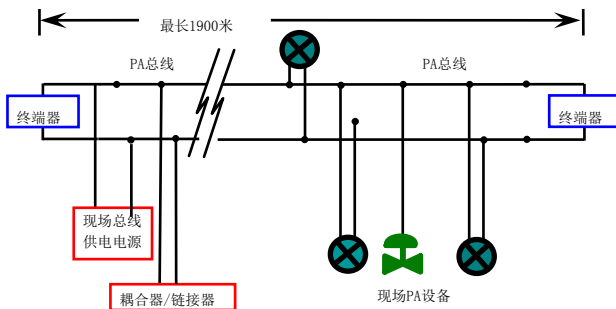 最长1900米
PA总线
PA总线
终端器
终端器
现场总线
供电电源
现场PA设备
耦合器/链接器